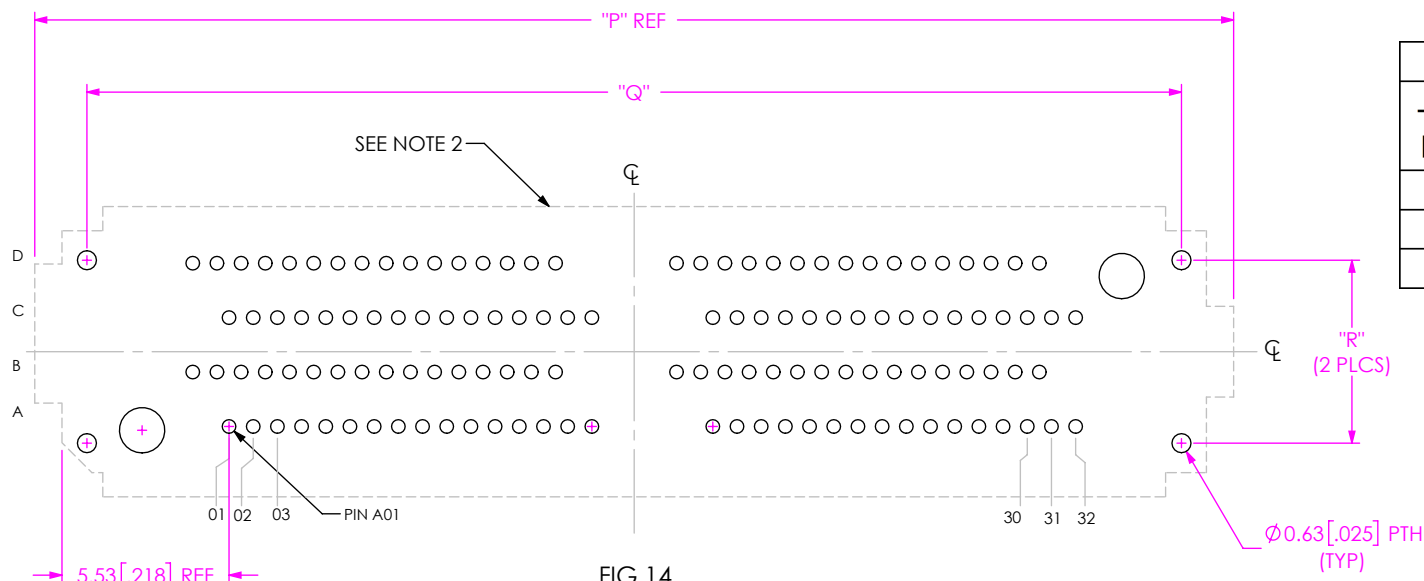 "P" REF
"Q"
SEE NOTE 2
℄
D
C
B
A
℄
"R"
(2 PLCS)
01 02 03
PIN A01
30 31 32
Ø0.63[.025] PTH
(TYP)
5.53[.218] REF
FIG 14